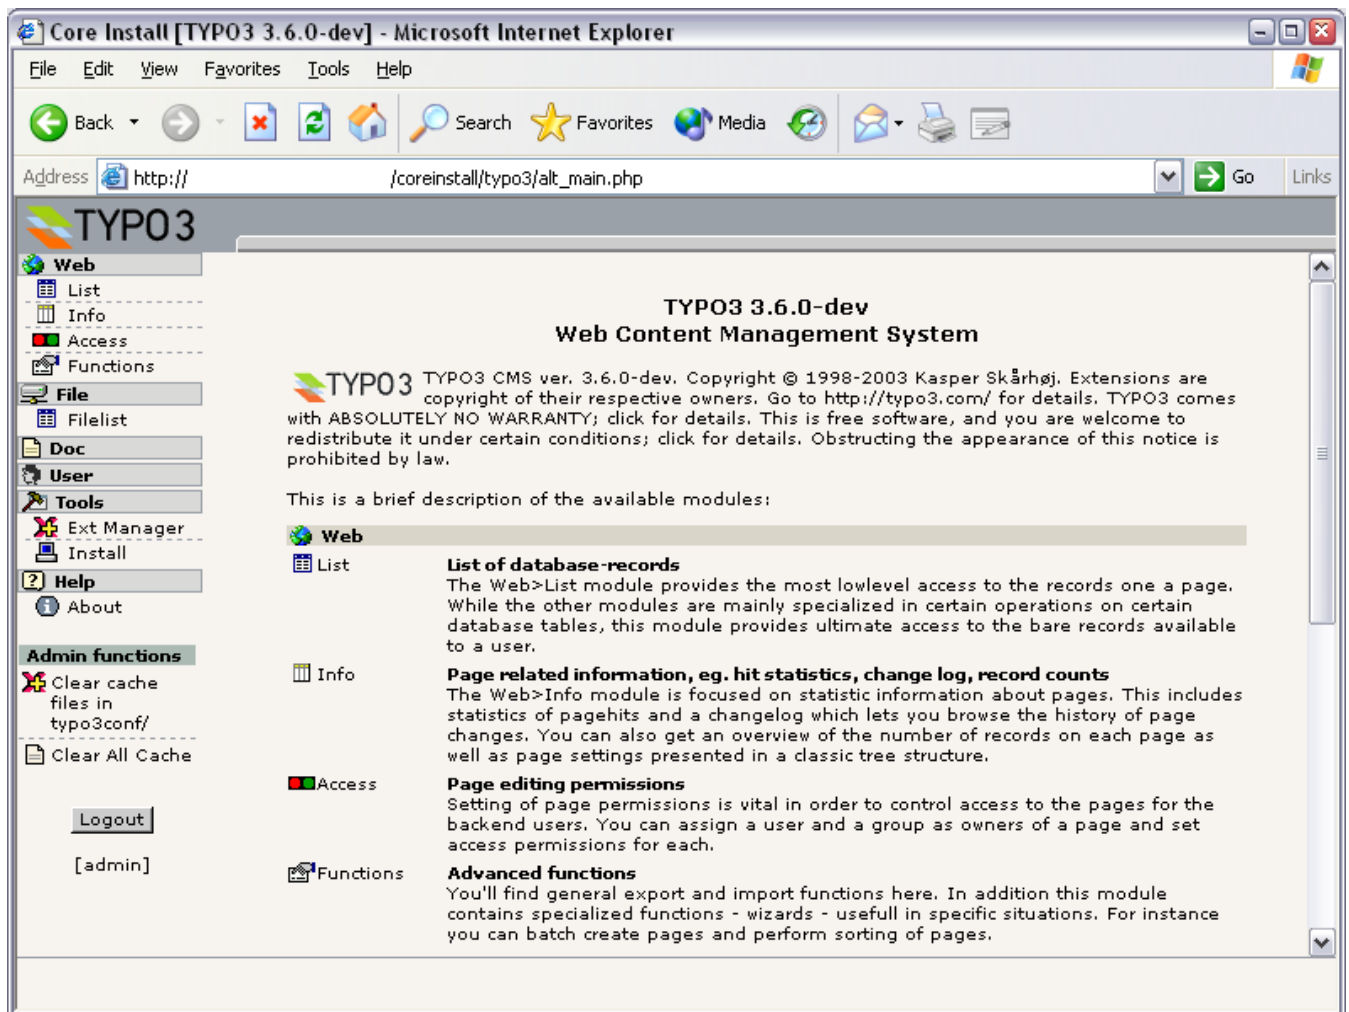 Core Install [TYPO3 3.6.0-dev] - Microsoft Internet Explorer
File Edit View Favorites Tools Help
Back Search Favorites Media
Address http:// /coreinstall/typo3/alt_main.php Go Links
TYPO3
Web
List
Info
Access
Functions
File
Filelist
Doc
User
Tools
Ext Manager
Install
Help
About
Admin functions
Clear cache
files in
typo3conf/
Clear All Cache
Logout
[admin]
TYPO3 3.6.0-dev
Web Content Management System
TYPO3 TYPO3 CMS ver. 3.6.0-dev. Copyright © 1998-2003 Kasper Skårhøj. Extensions are
copyright of their respective owners. Go to http://typo3.com/ for details. TYPO3 comes
with ABSOLUTELY NO WARRANTY; click for details. This is free software, and you are welcome to
redistribute it under certain conditions; click for details. Obstructing the appearance of this notice is
prohibited by law.
This is a brief description of the available modules:
Web
List List of database-records
The Web>List module provides the most lowlevel access to the records one a page.
While the other modules are mainly specialized in certain operations on certain
database tables, this module provides ultimate access to the bare records available
to a user.
Info Page related information, eg. hit statistics, change log, record counts
The Web>Info module is focused on statistic information about pages. This includes
statistics of pagehits and a changelog which lets you browse the history of page
changes. You can also get an overview of the number of records on each page as
well as page settings presented in a classic tree structure.
Access Page editing permissions
Setting of page permissions is vital in order to control access to the pages for the
backend users. You can assign a user and a group as owners of a page and set
access permissions for each.
Functions Advanced functions
You'll find general export and import functions here. In addition this module
contains specialized functions - wizards - usefull in specific situations. For instance
you can batch create pages and perform sorting of pages.